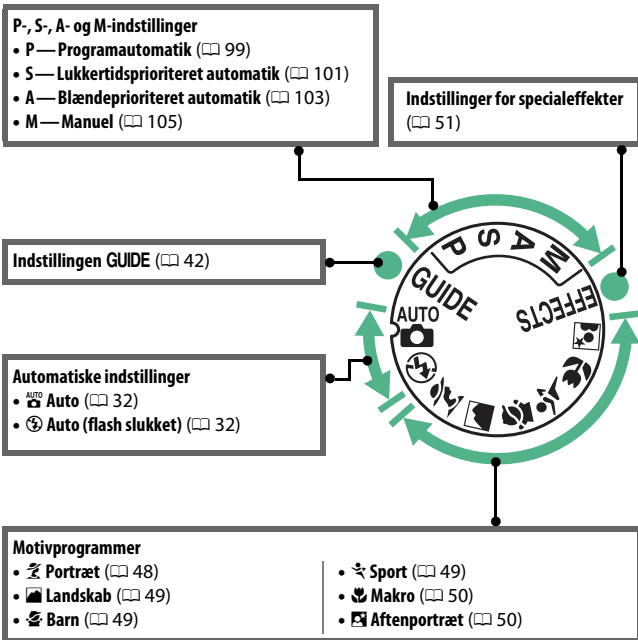 P-, S-, A- og M-indstillinger
• P — Programautomatik (📖 99)
• S — Lukkertidsprioriteret automatik (📖 101)
• A — Blændeprioriteret automatik (📖 103)
• M — Manuel (📖 105)
Indstillinger for specialeffekter
(📖 51)
Indstillingen GUIDE (📖 42)
P S A M
GUIDE
EFFECTS
AUTO
Automatiske indstillinger
• AUTO Auto (📖 32)
• Auto (flash slukket) (📖 32)
Motivprogrammer
• Portræt (📖 48)
• Landskab (📖 49)
• Barn (📖 49)
• Sport (📖 49)
• Makro (📖 50)
• Aftenportræt (📖 50)